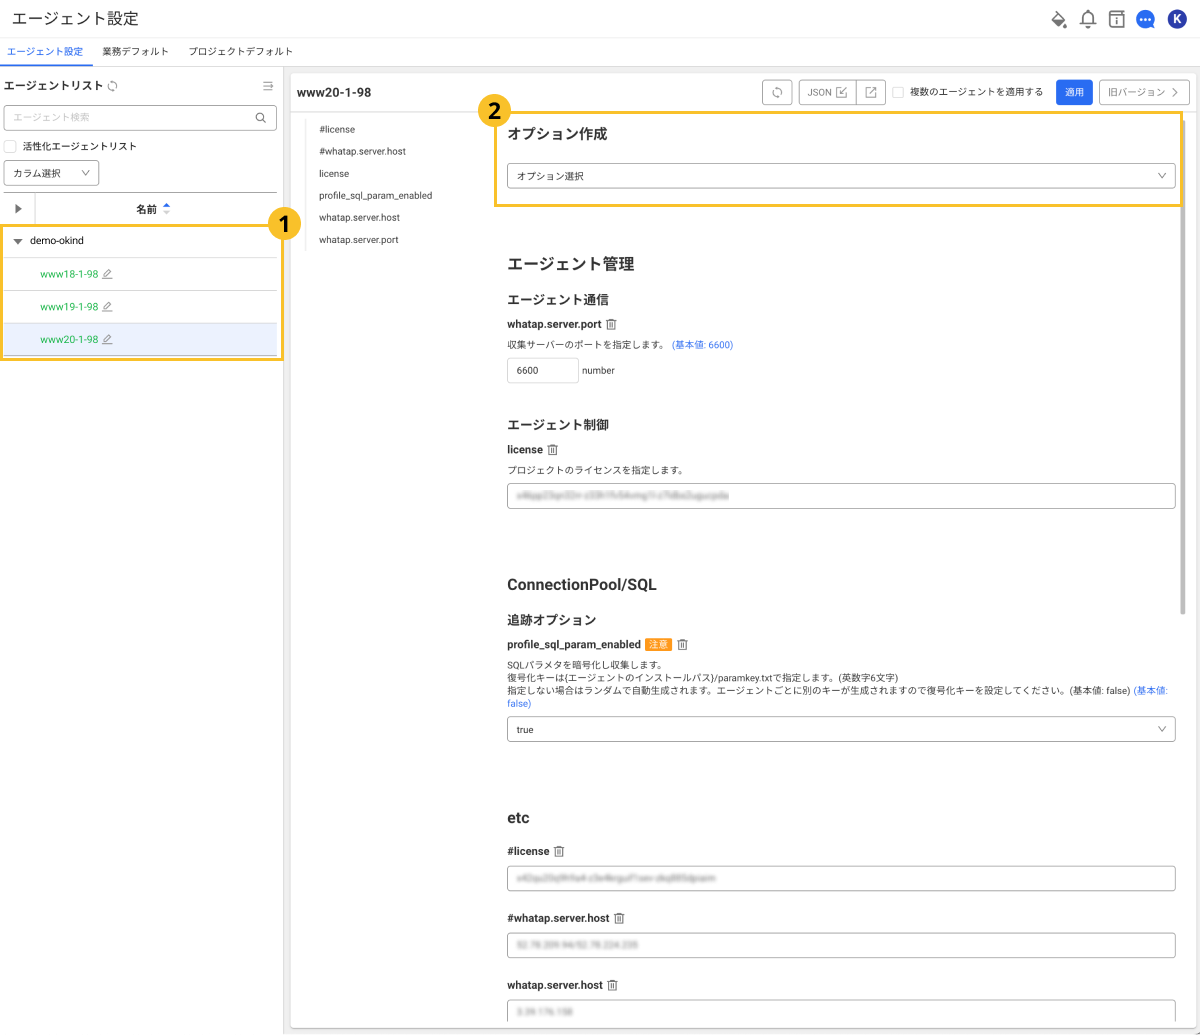 エージェント設定
K
エージェント設定
業務デフォルト
プロジェクトデフォルト
エージェントリスト
エージェント検索
活性化エージェントリスト
カラム選択
名前
1
demo-okind
www18-1-98
www19-1-98
www20-1-98
www20-1-98
JSON
複数のエージェントを適用する
適用
旧バージョン
#license
#whatap.server.host
license
profile_sql_param_enabled
whatap.server.host
whatap.server.port
2
オプション作成
オプション選択
エージェント管理
エージェント通信
whatap.server.port
収集サーバーのポートを指定します。 (基本値: 6600)
6600 number
エージェント制御
license
プロジェクトのライセンスを指定します。
ConnectionPool/SQL
追跡オプション
profile_sql_param_enabled 注意
SQLパラメタを暗号化し収集します。
復号化キーは{エージェントのインストールパス}/paramkey.txtで指定します。(英数字6文字)
指定しない場合はランダムで自動生成されます。エージェントごとに別のキーが生成されますので復号化キーを設定してください。(基本値: false) (基本値:
false)
true
etc
#license
#whatap.server.host
whatap.server.host